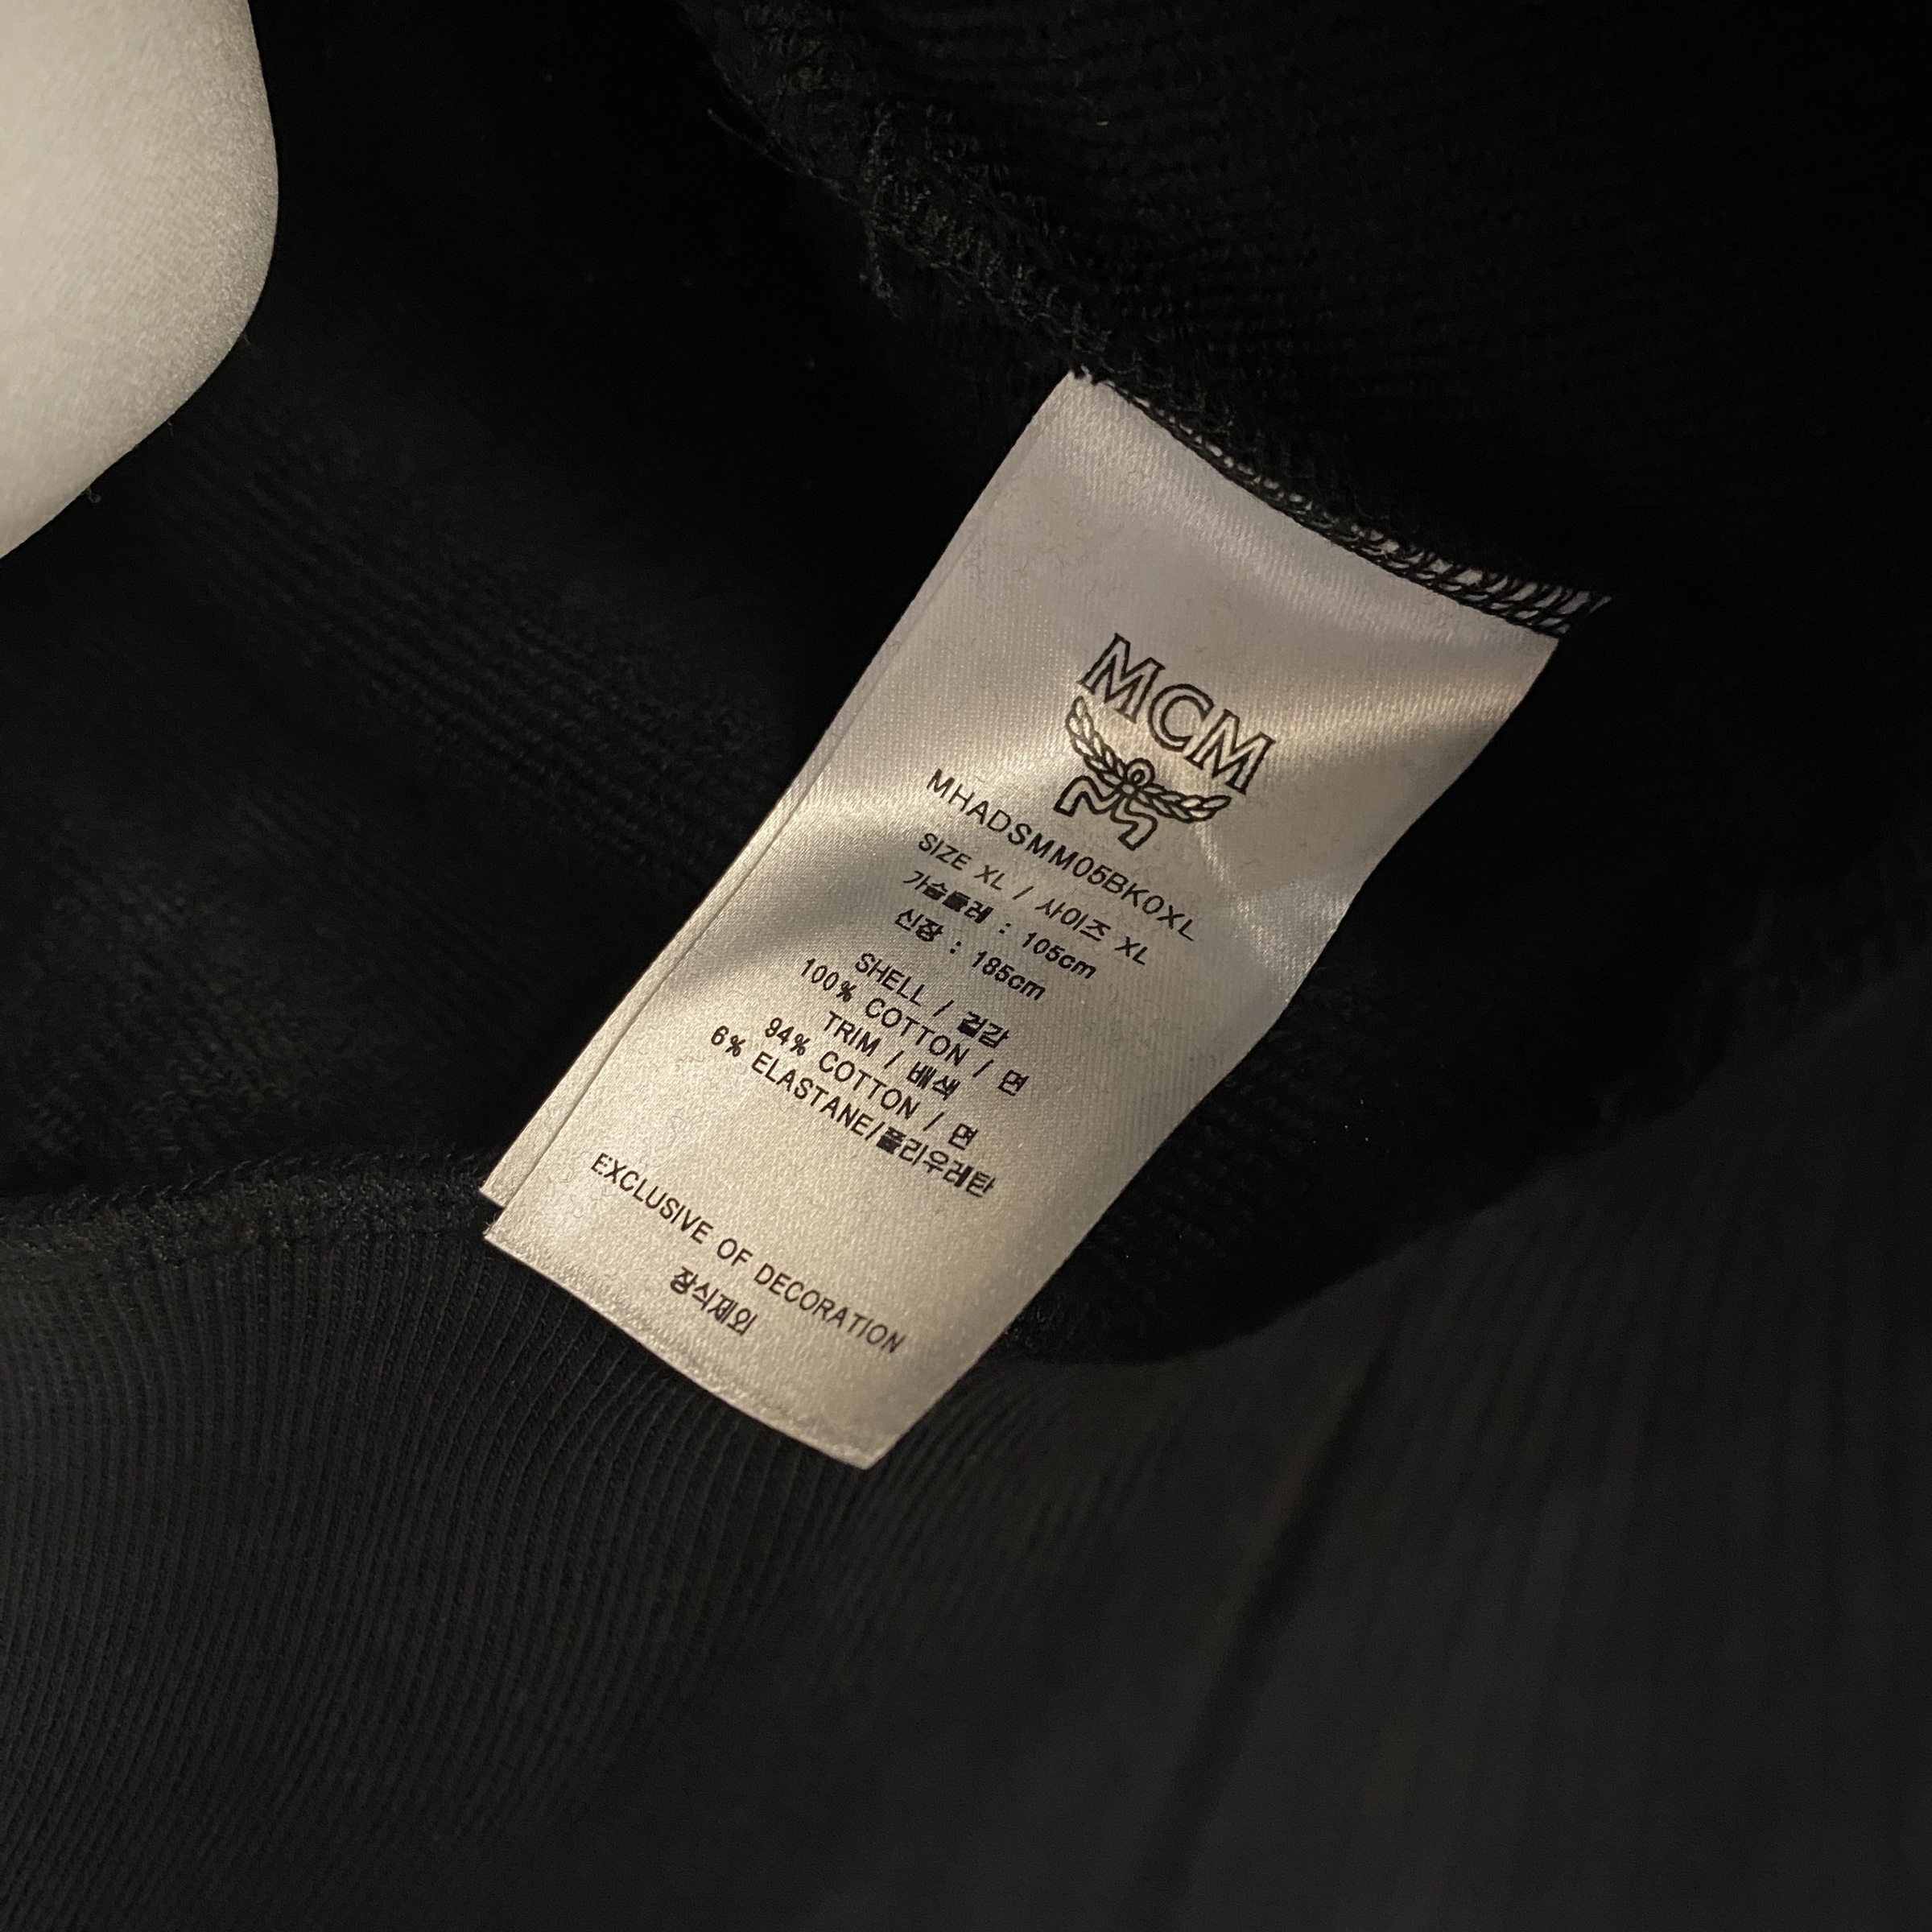 MCM
MHADSMM05BK0XL
SIZE XL / 사이즈 XL
가슴둘레 : 105cm
신장 : 185cm
SHELL / 겉감
100% COTTON / 면
TRIM / 배색
94% COTTON / 면
6% ELASTANE/폴리우레탄
EXCLUSIVE OF DECORATION
장식제외